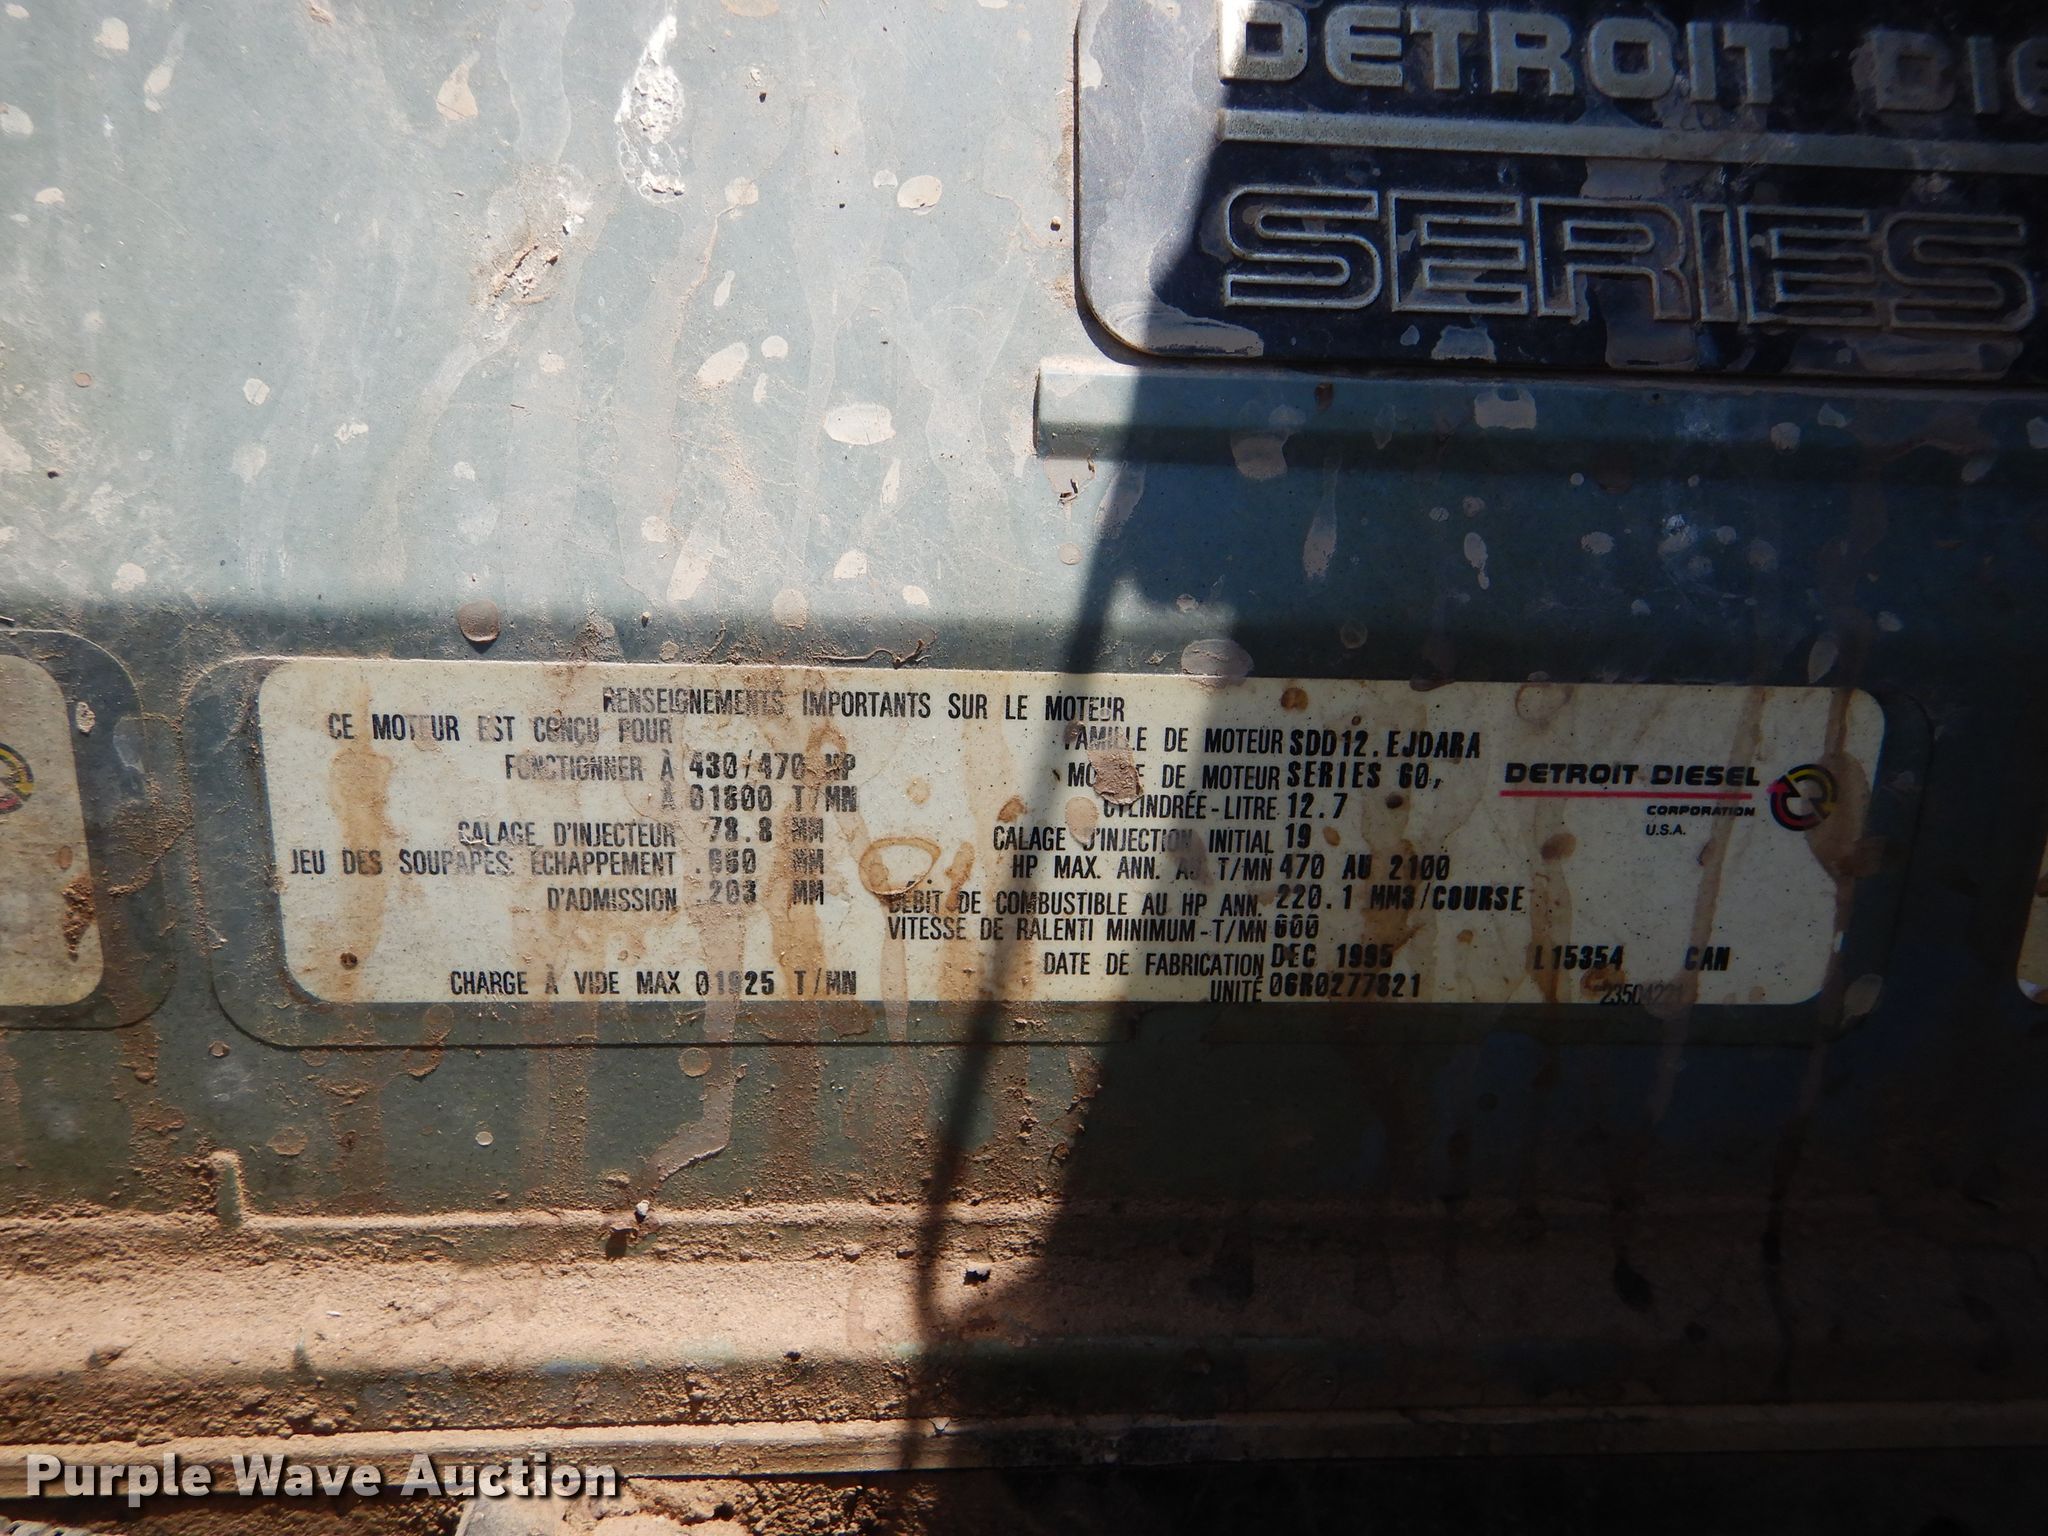 DETROIT
SERIES
RENSEIGNEMENTS IMPORTANTS SUR LE MOTEUR
CE MOTEUR EST CONÇU POUR
FONCTIONNER À 430/470 HP
À 01800 T/MN
CALAGE D'INJECTEUR 78.8 MM
JEU DES SOUPAPES: ÉCHAPPEMENT .660 MM
D'ADMISSION .203 MM
CHARGE À VIDE MAX 01925 T/MN
FAMILLE DE MOTEUR SDD12.EJDARA
MODÈLE DE MOTEUR SERIES 60,
CYLINDRÉE-LITRE 12.7
CALAGE D'INJECTION INITIAL 19
HP MAX. ANN. AU T/MN 470 AU 2100
DÉBIT DE COMBUSTIBLE AU HP ANN. 220.1 MM3/COURSE
VITESSE DE RALENTI MINIMUM-T/MN 600
DATE DE FABRICATION DEC 1995 L15354 CAN
UNITÉ 06R0277821
DETROIT DIESEL
CORPORATION
U.S.A.
Purple Wave Auction